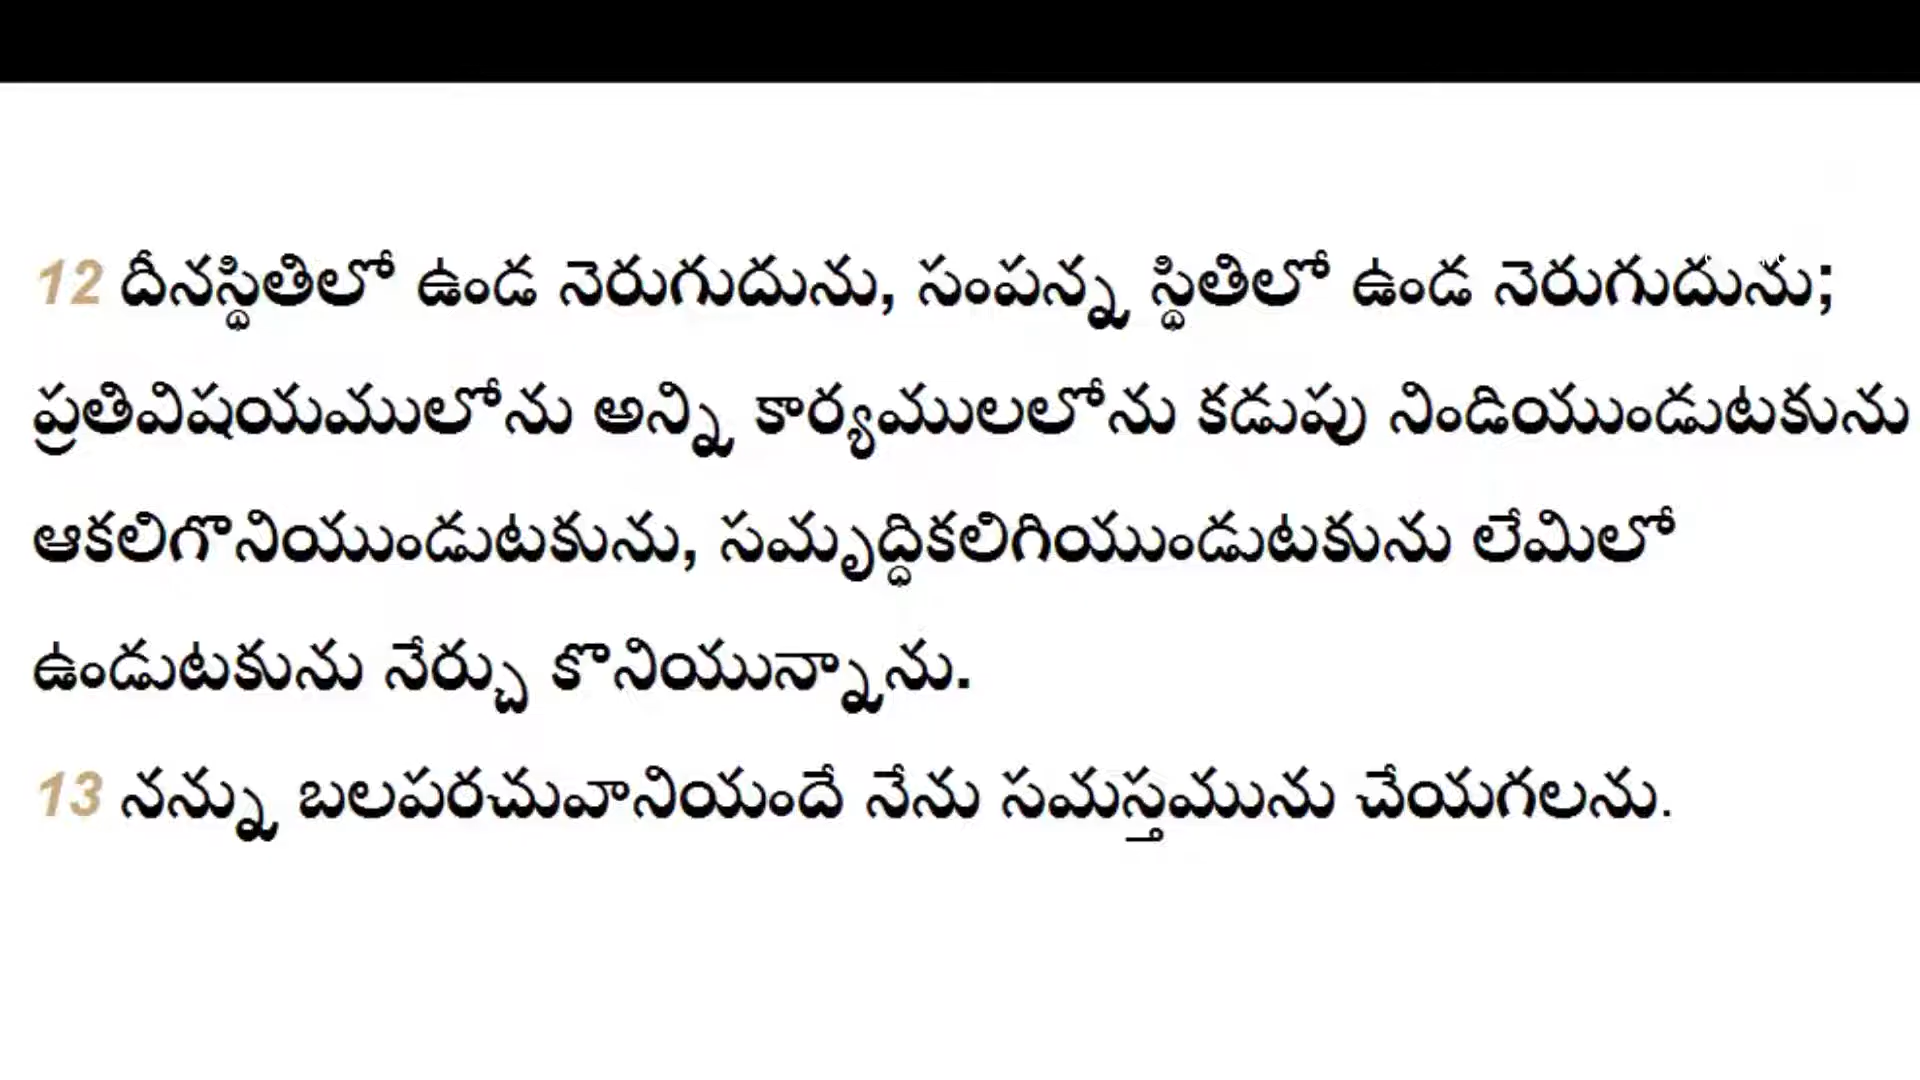 12 దీనస్థితిలో ఉండ నెరుగుదును, సంపన్న స్థితిలో ఉండ నెరుగుదును;
ప్రతివిషయములోను అన్ని కార్యములలోను కడుపు నిండియుండుటకును
ఆకలిగొనియుండుటకును, సమృద్ధికలిగియుండుటకును లేమిలో
ఉండుటకును నేర్చు కొనియున్నాను.
13 నన్ను బలపరచువానియందే నేను సమస్తమును చేయగలను.